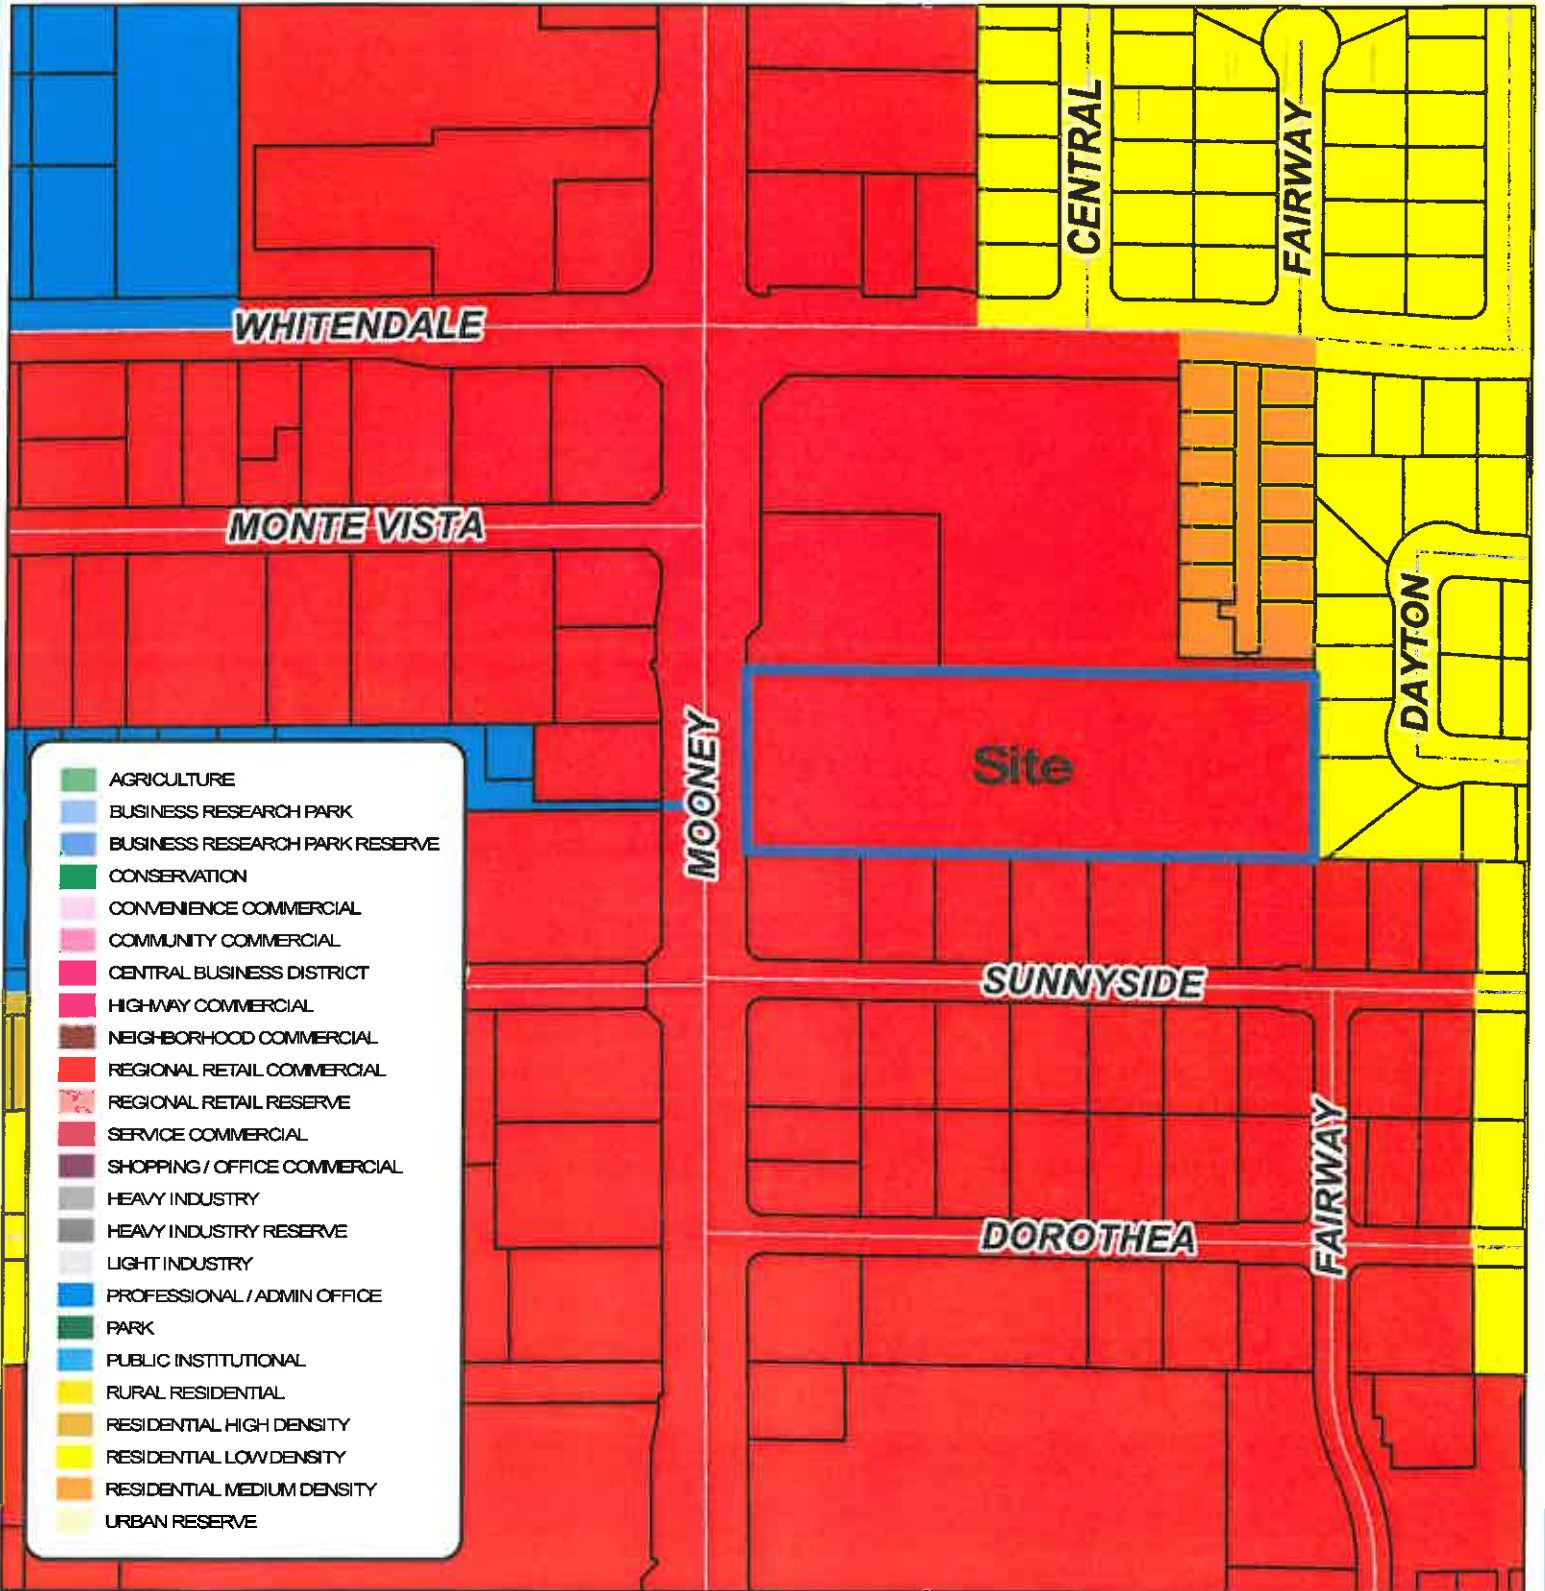 CENTRAL
FAIRWAY
WHITENDALE
MONTE VISTA
DAYTON
MOONEY
Site
SUNNYSIDE
DOROTHEA
FAIRWAY
AGRICULTURE
BUSINESS RESEARCH PARK
BUSINESS RESEARCH PARK RESERVE
CONSERVATION
CONVENIENCE COMMERCIAL
COMMUNITY COMMERCIAL
CENTRAL BUSINESS DISTRICT
HIGHWAY COMMERCIAL
NEIGHBORHOOD COMMERCIAL
REGIONAL RETAIL COMMERCIAL
REGIONAL RETAIL RESERVE
SERVICE COMMERCIAL
SHOPPING / OFFICE COMMERCIAL
HEAVY INDUSTRY
HEAVY INDUSTRY RESERVE
LIGHT INDUSTRY
PROFESSIONAL / ADMIN OFFICE
PARK
PUBLIC INSTITUTIONAL
RURAL RESIDENTIAL
RESIDENTIAL HIGH DENSITY
RESIDENTIAL LOW DENSITY
RESIDENTIAL MEDIUM DENSITY
URBAN RESERVE